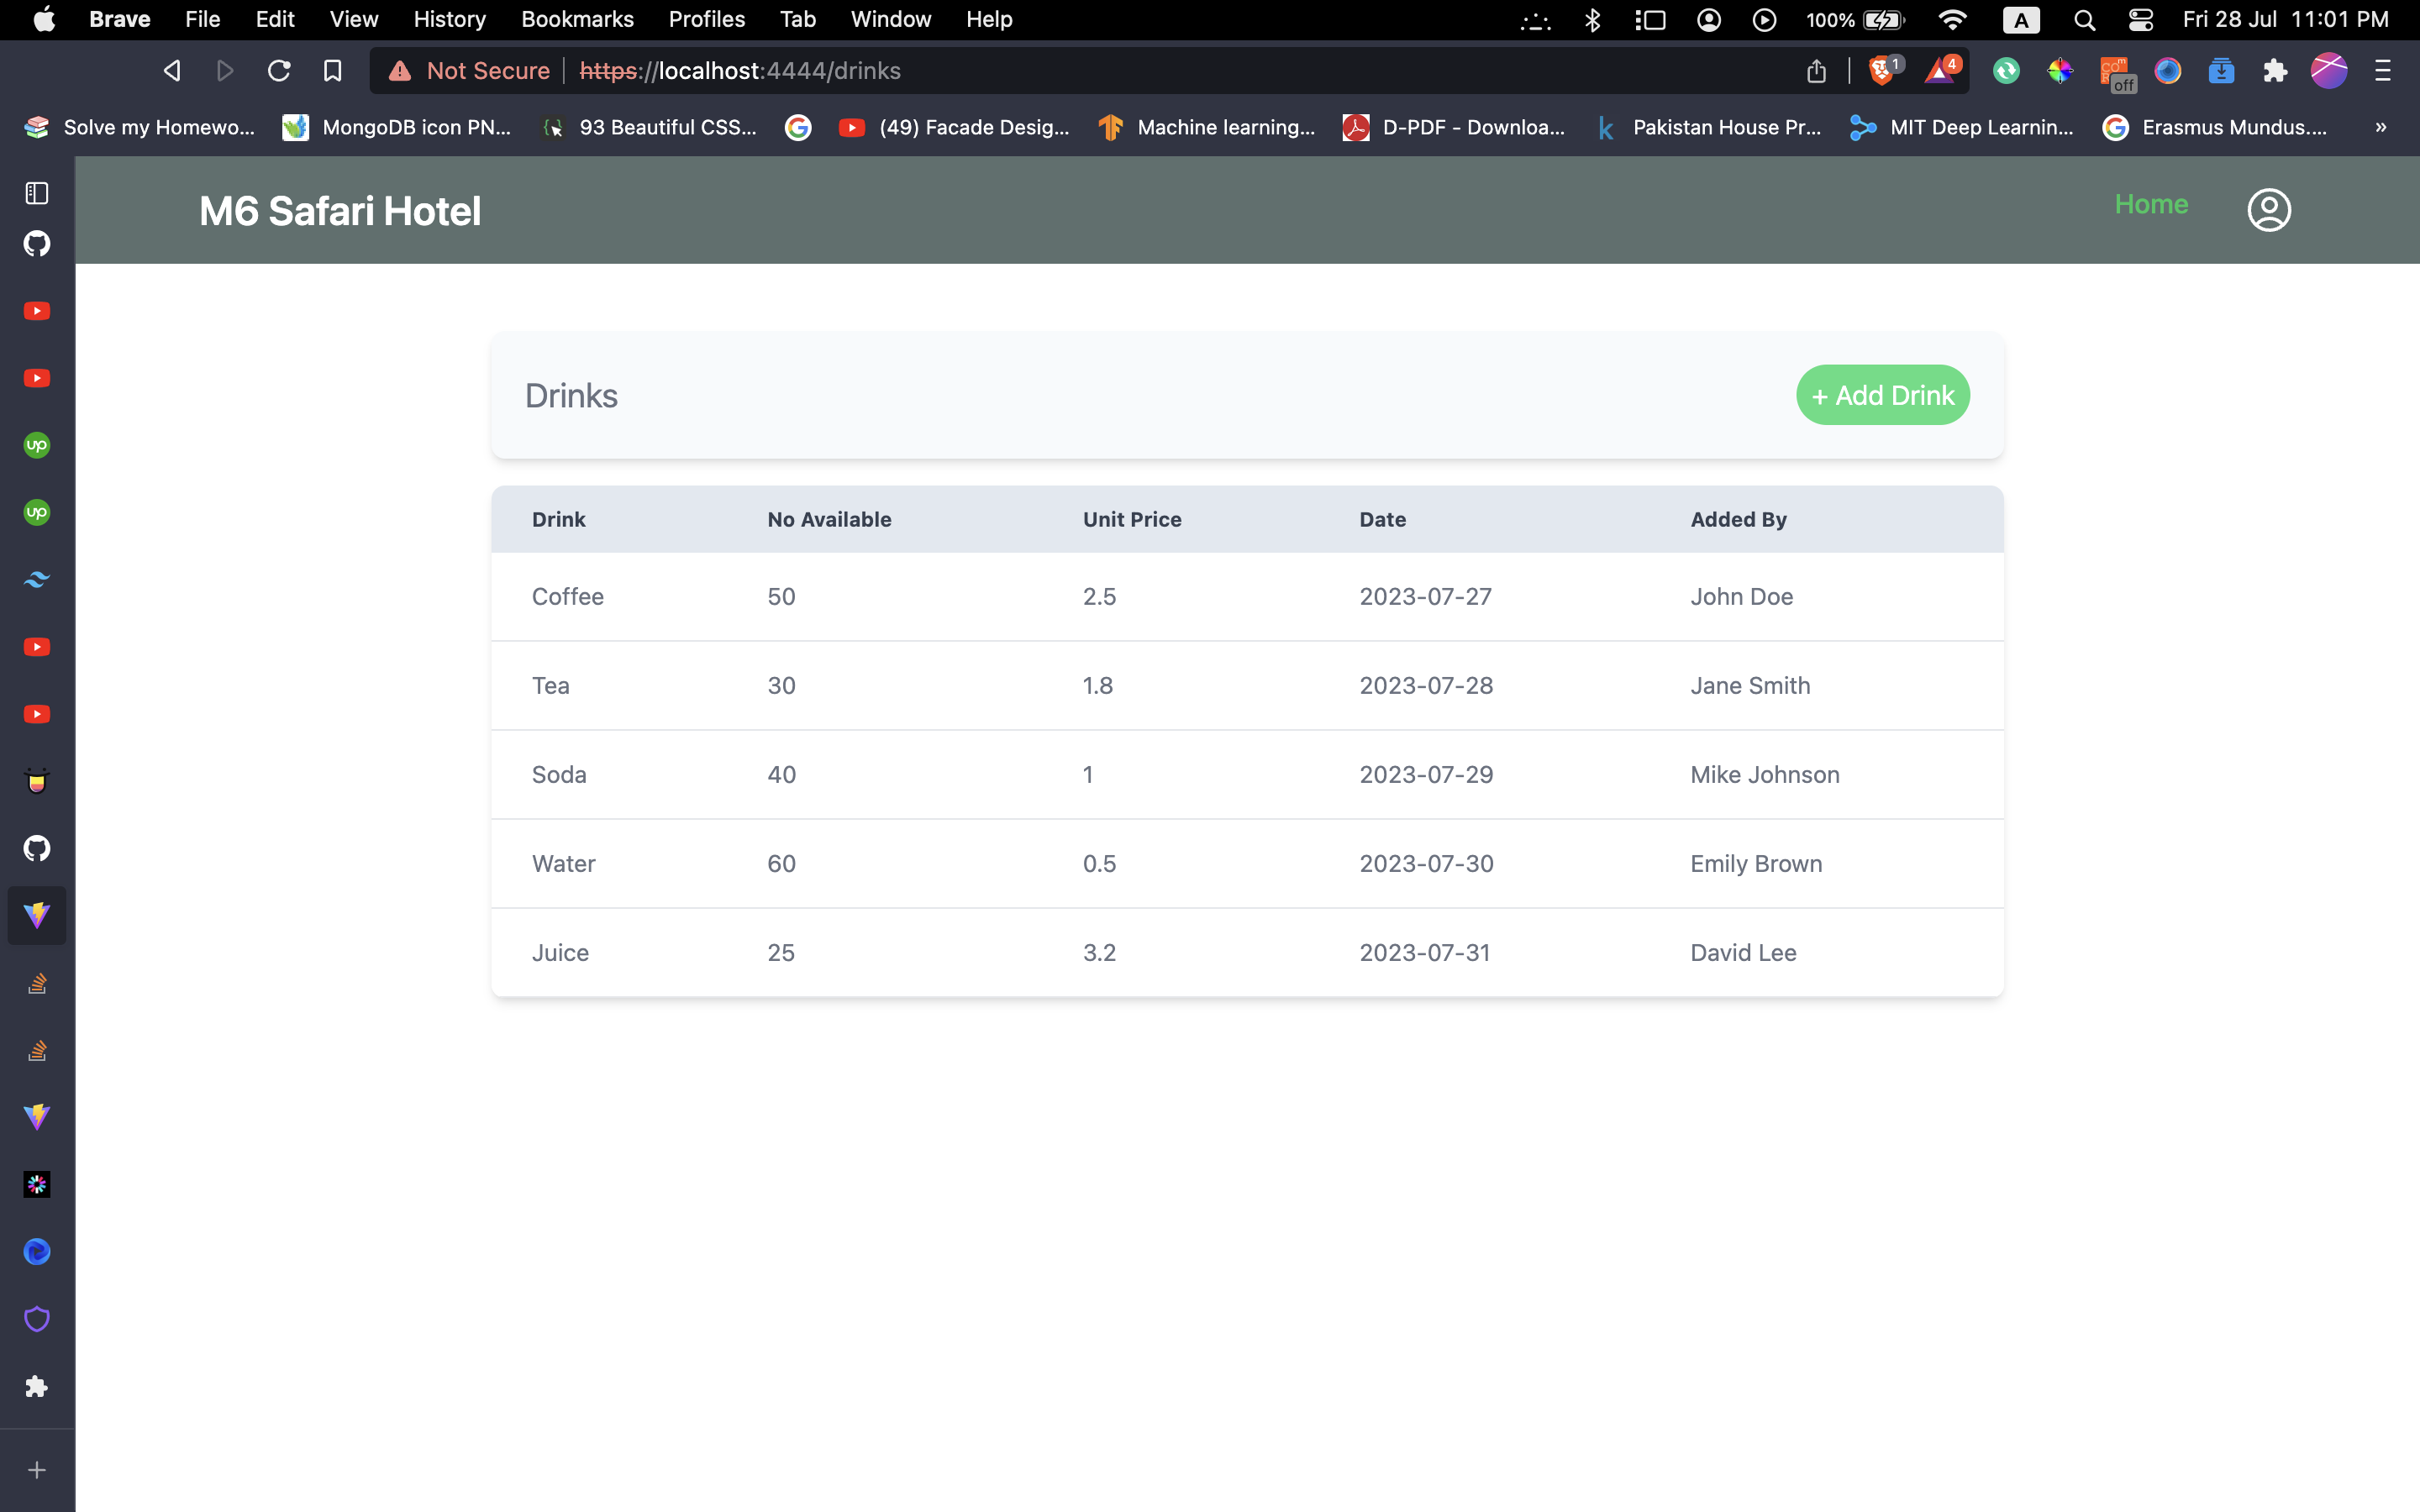 Brave File Edit View History Bookmarks Profiles Tab Window Help 100% A Fri 28 Jul 11:01 PM
Not Secure https://localhost:4444/drinks 1 4 off
Solve my Homewo... MongoDB icon PN... 93 Beautiful CSS... (49) Facade Desig... Machine learning... D-PDF - Downloa... Pakistan House Pr... MIT Deep Learnin... Erasmus Mundus.... »
M6 Safari Hotel Home
Drinks + Add Drink
Drink No Available Unit Price Date Added By
Coffee 50 2.5 2023-07-27 John Doe
Tea 30 1.8 2023-07-28 Jane Smith
Soda 40 1 2023-07-29 Mike Johnson
Water 60 0.5 2023-07-30 Emily Brown
Juice 25 3.2 2023-07-31 David Lee